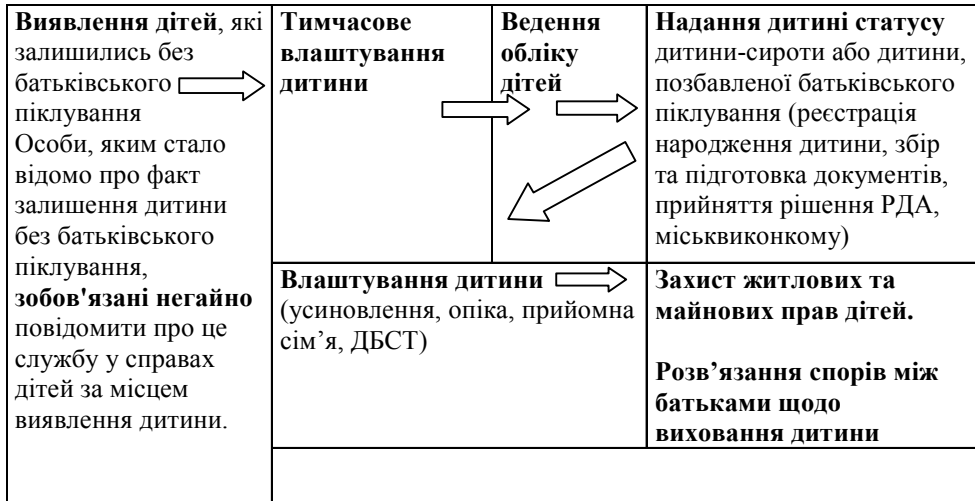 Виявлення дітей, які
залишились без
батьківського
піклування
Особи, яким стало
відомо про факт
залишення дитини
без батьківського
піклування,
зобов'язані негайно
повідомити про це
службу у справах
дітей за місцем
виявлення дитини.
Тимчасове
влаштування
дитини
Ведення
обліку
дітей
Надання дитині статусу
дитини-сироти або дитини,
позбавленої батьківського
піклування (реєстрація
народження дитини, збір
та підготовка документів,
прийняття рішення РДА,
міськвиконкому)
Влаштування дитини
(усиновлення, опіка, прийомна
сім’я, ДБСТ)
Захист житлових та
майнових прав дітей.
Розв’язання спорів між
батьками щодо
виховання дитини